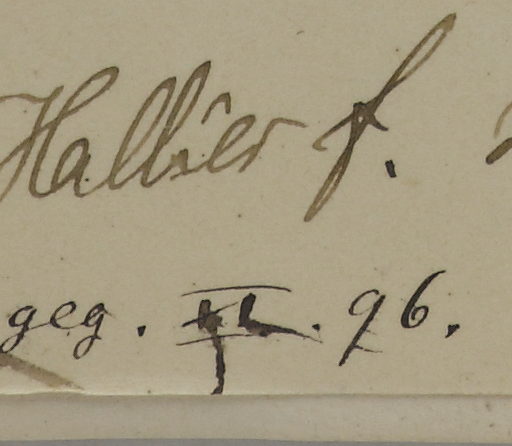 Hallier f.
geg. . 96.